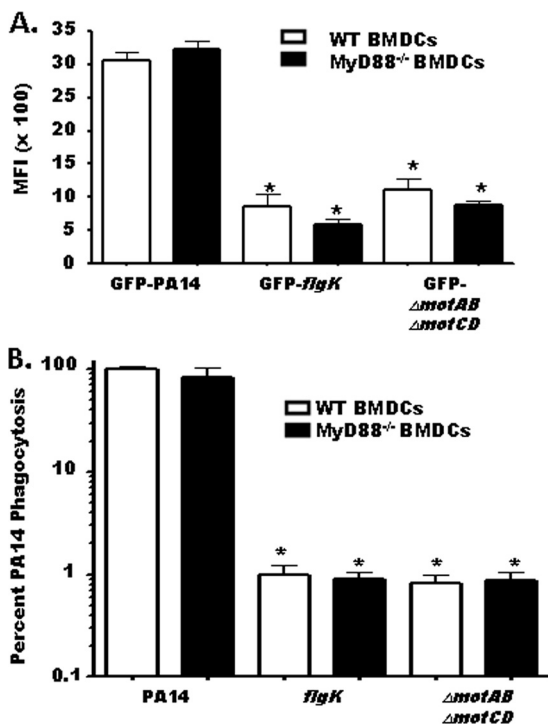 A.
35
30
25
20
15
10
5
0
MFI (x 100)
WT BMDCs
MyD88-/- BMDCs
*
*
*
*
GFP-PA14
GFP-flgK
GFP-
ΔmotAB
ΔmotCD
B.
100
10
1
0.1
Percent PA14 Phagocytosis
WT BMDCs
MyD88-/- BMDCs
*
*
*
*
PA14
flgK
ΔmotAB
ΔmotCD